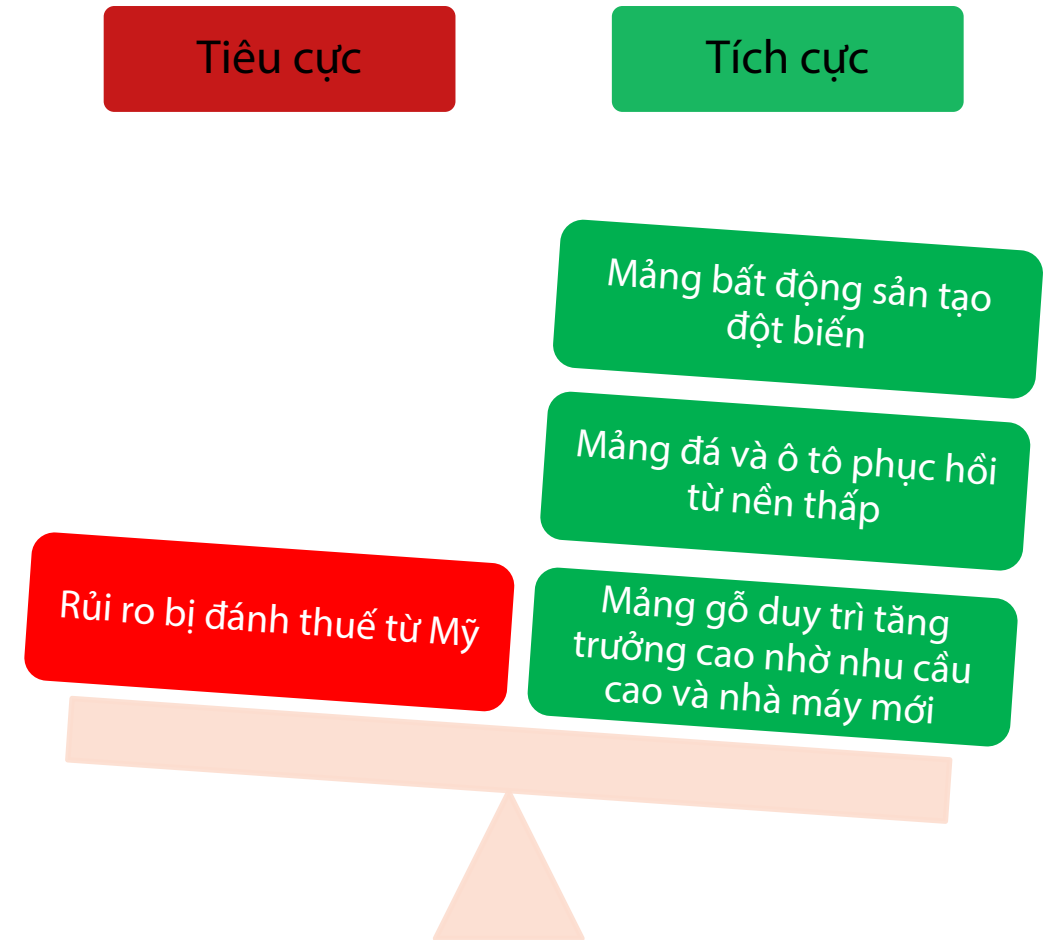 Tiêu cực
Tích cực
Mảng bất động sản tạo
đột biến
Mảng đá và ô tô phục hồi
từ nền thấp
Rủi ro bị đánh thuế từ Mỹ
Mảng gỗ duy trì tăng
trưởng cao nhờ nhu cầu
cao và nhà máy mới